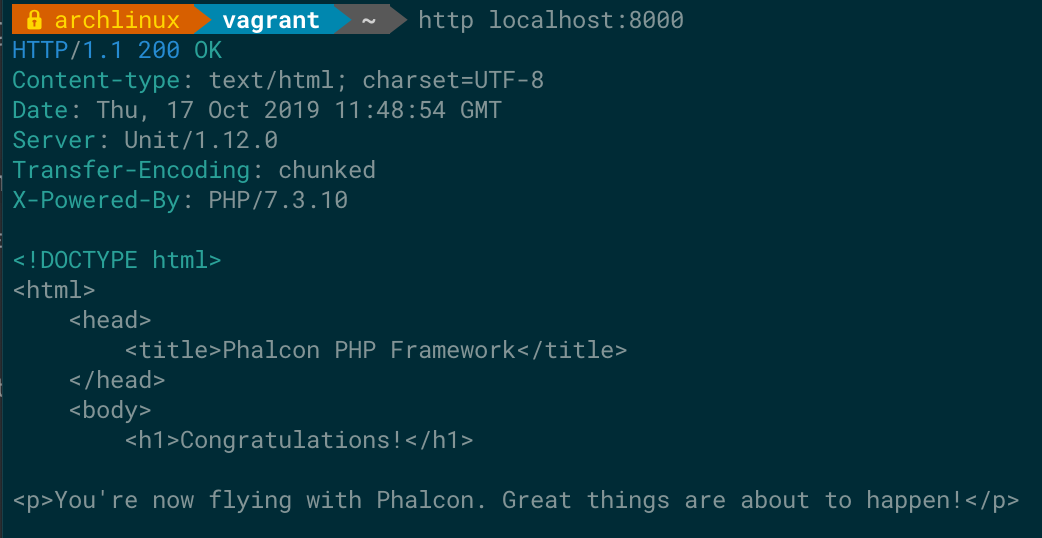 archlinux vagrant ~ http localhost:8000
HTTP/1.1 200 OK
Content-type: text/html; charset=UTF-8
Date: Thu, 17 Oct 2019 11:48:54 GMT
Server: Unit/1.12.0
Transfer-Encoding: chunked
X-Powered-By: PHP/7.3.10

<!DOCTYPE html>
<html>
    <head>
        <title>Phalcon PHP Framework</title>
    </head>
    <body>
        <h1>Congratulations!</h1>

<p>You're now flying with Phalcon. Great things are about to happen!</p>